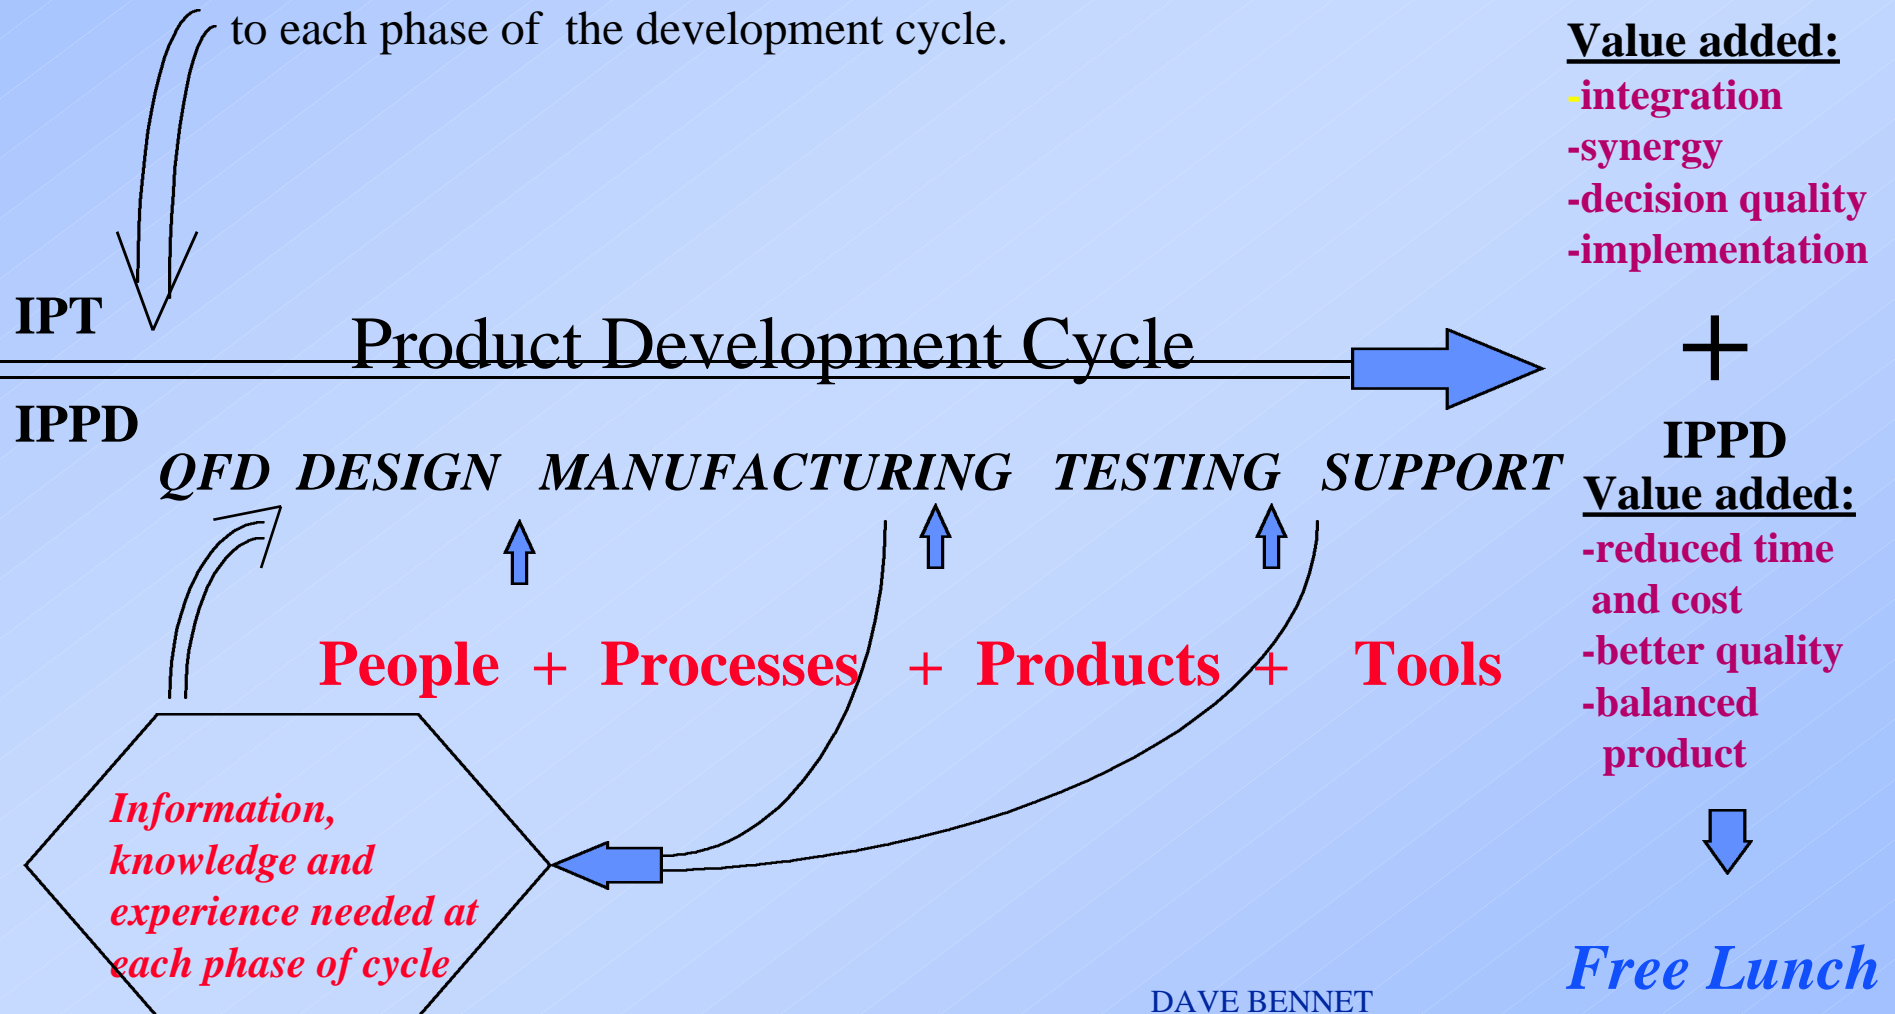 to each phase of the development cycle.
Value added:
-integration
-synergy
-decision quality
-implementation
IPT
Product Development Cycle
+
IPPD
IPPD
QFD DESIGN MANUFACTURING TESTING SUPPORT
Value added:
-reduced time
and cost
-better quality
-balanced
product
People + Processes + Products + Tools
Information,
knowledge and
experience needed at
each phase of cycle
Free Lunch
DAVE BENNET